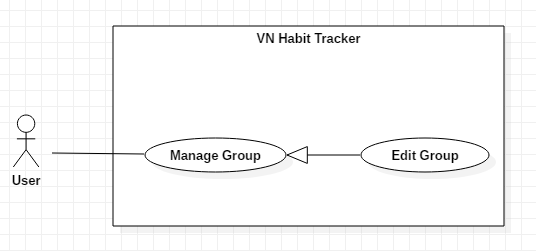 VN Habit Tracker
Manage Group
Edit Group
User